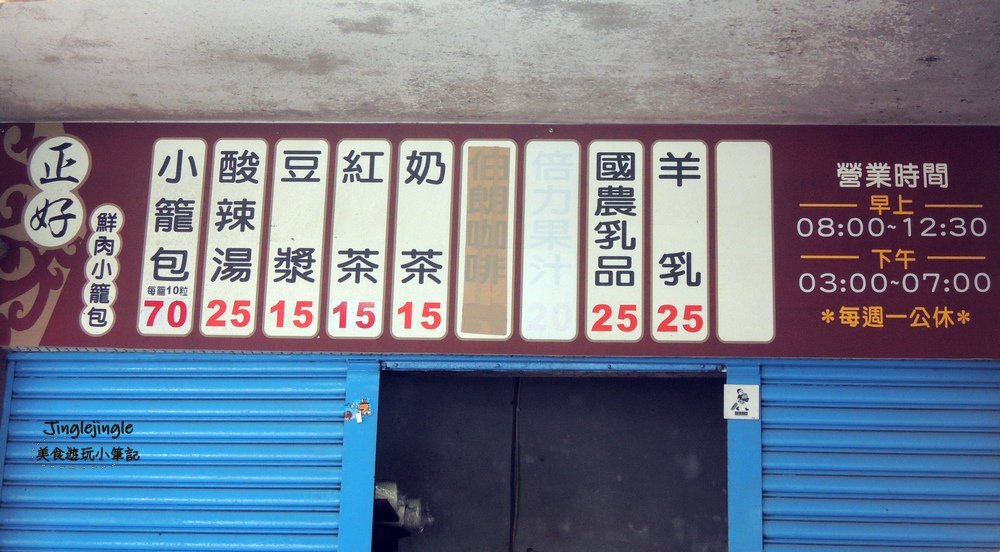 正好
鮮肉小籠包
小籠包
每籠10粒
70
酸辣湯
25
豆漿
15
紅茶
15
奶茶
15
伯朗咖啡
倍力果汁
20
國農乳品
25
羊乳
25
營業時間
早上
08:00~12:30
下午
03:00~07:00
*每週一公休*
Jinglejingle
美食遊玩小筆記